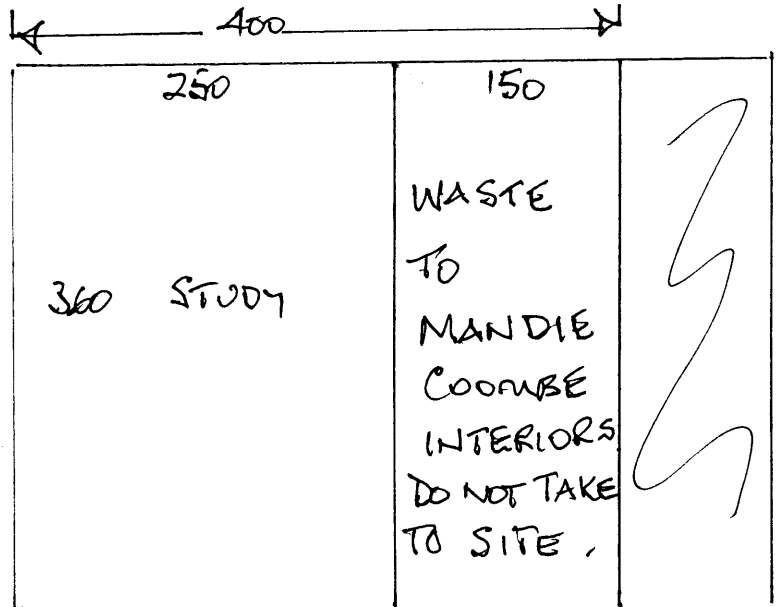 400
250
150
360 STUDY
WASTE
TO
MANDIE
COOMBE
INTERIORS
DO NOT TAKE
TO SITE.